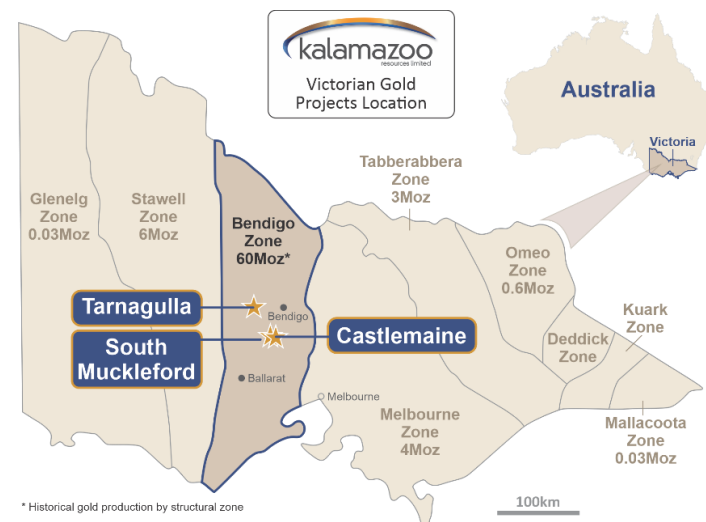 kalamazoo
resources limited
Victorian Gold
Projects Location
Australia
Victoria
Glenelg
Zone
0.03Moz
Stawell
Zone
6Moz
Bendigo
Zone
60Moz*
Tabberabbera
Zone
3Moz
Omeo
Zone
0.6Moz
Kuark
Zone
Deddick
Zone
Tarnagulla
Bendigo
South
Muckleford
Castlemaine
Ballarat
Melbourne
Melbourne
Zone
4Moz
Mallacoota
Zone
0.03Moz
100km
* Historical gold production by structural zone